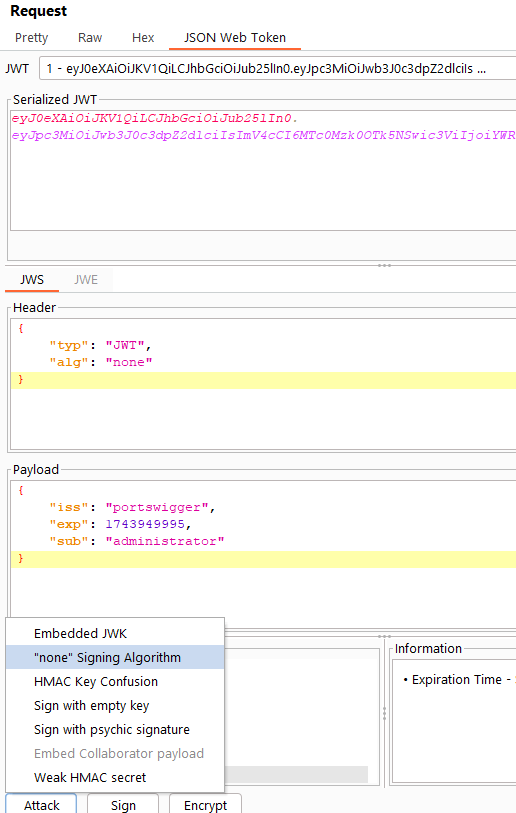 Request
Pretty Raw Hex JSON Web Token
JWT 1 - eyJ0eXAiOiJKV1QiLCJhbGciOiJub25lIn0.eyJpc3MiOiJwb3J0c3dpZ2dlciIs ...
Serialized JWT
eyJ0eXAiOiJKV1QiLCJhbGciOiJub25lIn0.
eyJpc3MiOiJwb3J0c3dpZ2dlciIsImV4cCI6MTc0Mzk0OTk5NSwic3ViIjoiYWR
JWS JWE
Header
{
"typ": "JWT",
"alg": "none"
}
Payload
{
"iss": "portswigger",
"exp": 1743949995,
"sub": "administrator"
}
Embedded JWK
"none" Signing Algorithm
HMAC Key Confusion
Sign with empty key
Sign with psychic signature
Embed Collaborator payload
Weak HMAC secret
Information
• Expiration Time -
Attack Sign Encrypt